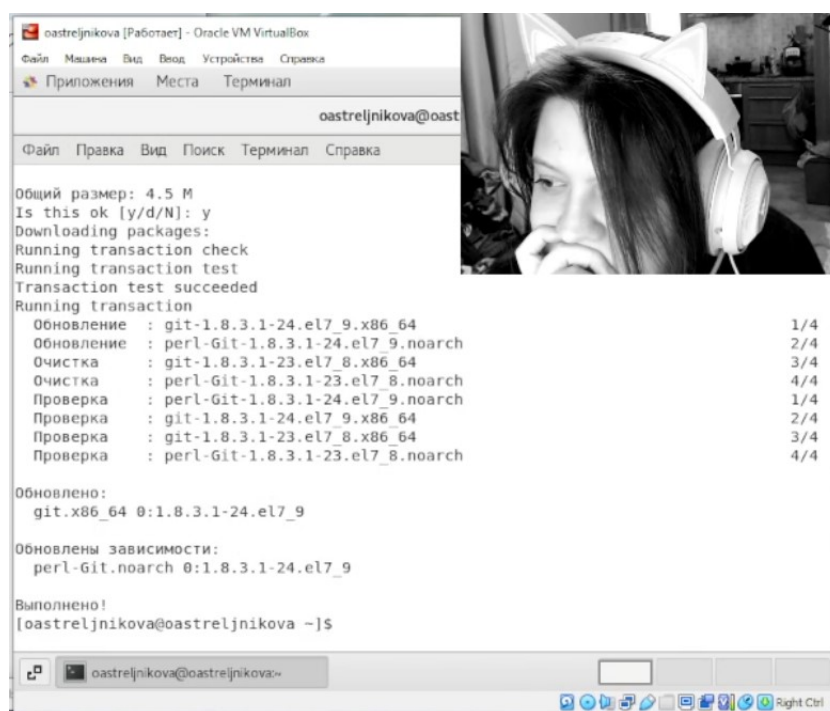 oastreljnikova [Работает] - Oracle VM VirtualBox
Файл Машина Вид Ввод Устройства Справка
Приложения Места Терминал
oastreljnikova@oast
Файл Правка Вид Поиск Терминал Справка
Общий размер: 4.5 M
Is this ok [y/d/N]: y
Downloading packages:
Running transaction check
Running transaction test
Transaction test succeeded
Running transaction
Обновление : git-1.8.3.1-24.el7_9.x86_64 1/4
Обновление : perl-Git-1.8.3.1-24.el7_9.noarch 2/4
Очистка : git-1.8.3.1-23.el7_8.x86_64 3/4
Очистка : perl-Git-1.8.3.1-23.el7_8.noarch 4/4
Проверка : perl-Git-1.8.3.1-24.el7_9.noarch 1/4
Проверка : git-1.8.3.1-24.el7_9.x86_64 2/4
Проверка : git-1.8.3.1-23.el7_8.x86_64 3/4
Проверка : perl-Git-1.8.3.1-23.el7_8.noarch 4/4
Обновлено:
git.x86_64 0:1.8.3.1-24.el7_9
Обновлены зависимости:
perl-Git.noarch 0:1.8.3.1-24.el7_9
Выполнено!
[oastreljnikova@oastreljnikova ~]$
oastreljnikova@oastreljnikova:~
Right Ctrl